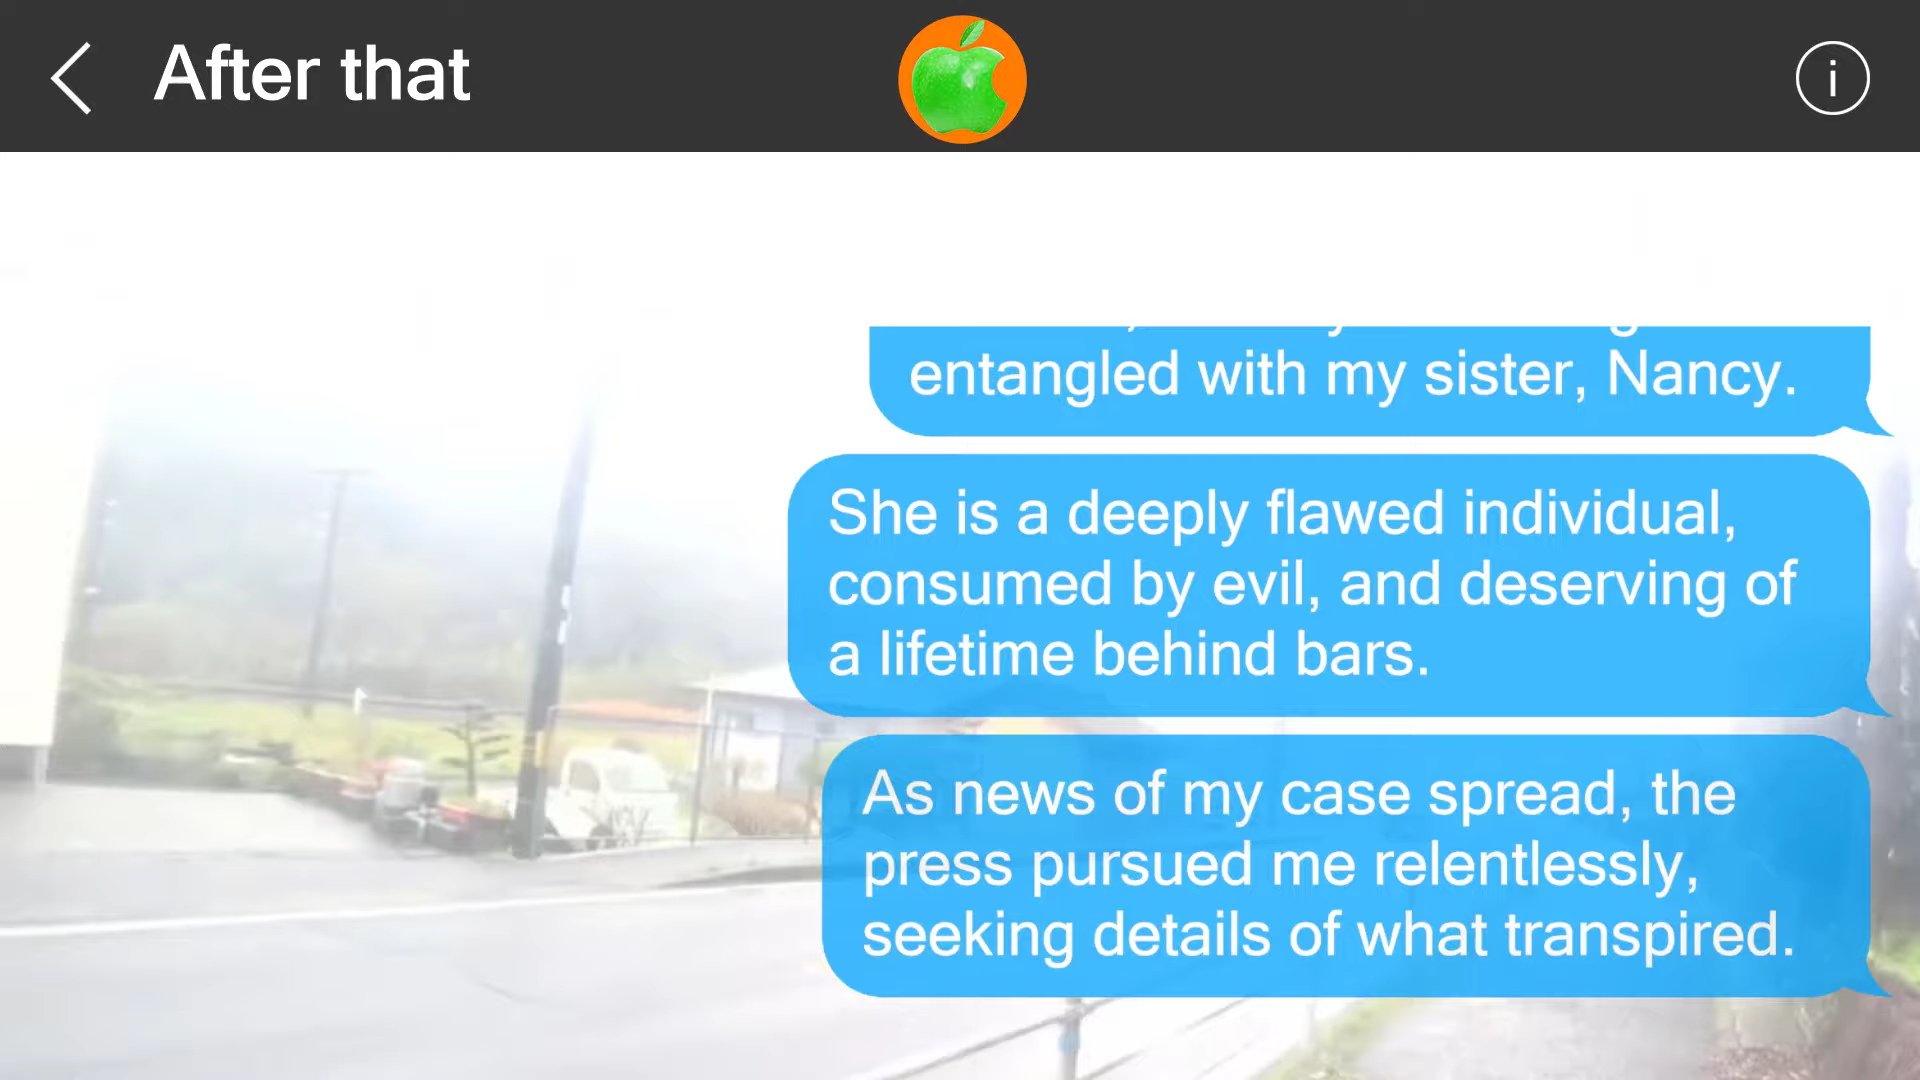 After that
entangled with my sister, Nancy.
She is a deeply flawed individual,
consumed by evil, and deserving of
a lifetime behind bars.
As news of my case spread, the
press pursued me relentlessly,
seeking details of what transpired.